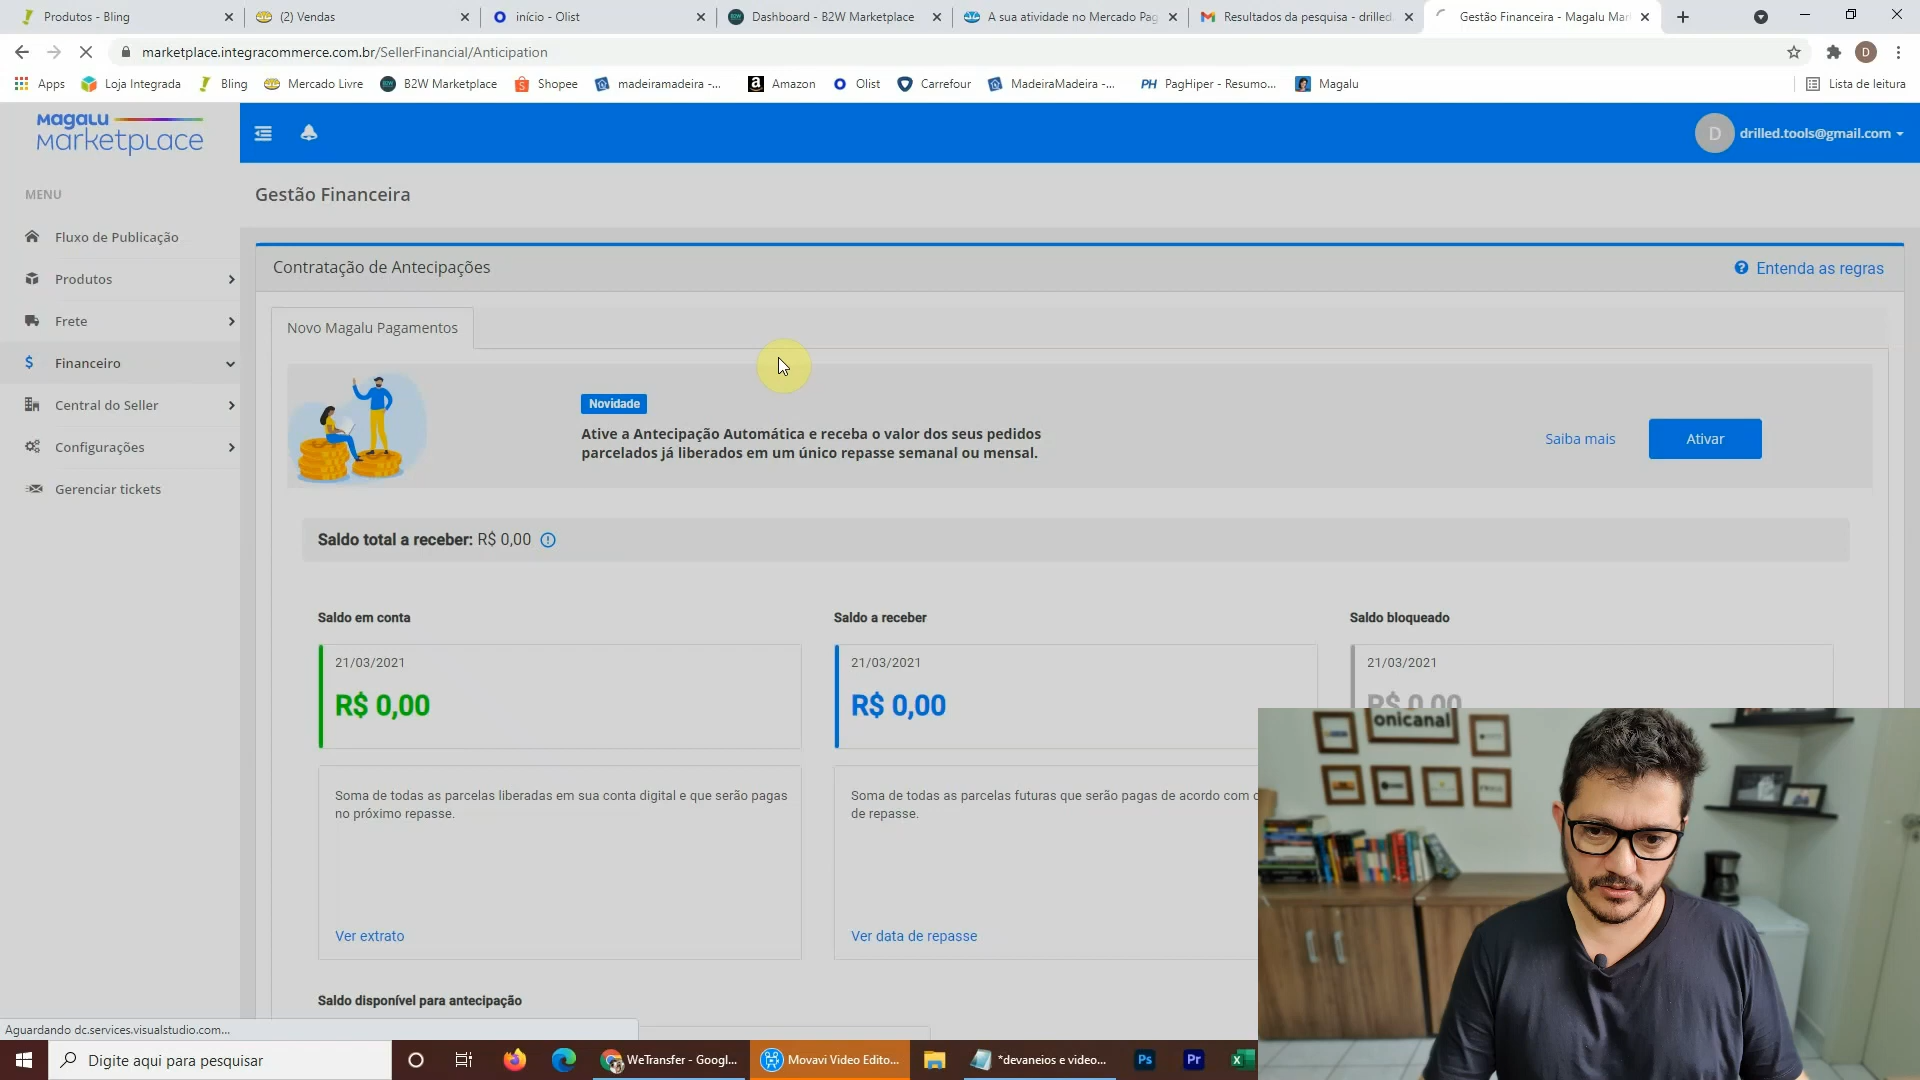 Produtos - Bling
(2) Vendas
início - Olist
Dashboard - B2W Marketplace
A sua atividade no Mercado Pag
Resultados da pesquisa - drilled.
Gestão Financeira - Magalu Mar
marketplace.integracommerce.com.br/SellerFinancial/Anticipation
D
Apps
Loja Integrada
Bling
Mercado Livre
B2W Marketplace
Shopee
madeiramadeira -...
Amazon
Olist
Carrefour
MadeiraMadeira -...
PH PagHiper - Resumo...
Magalu
Lista de leitura
Magalu
Marketplace
D
drilled.tools@gmail.com
MENU
Fluxo de Publicação
Produtos
Frete
Financeiro
Central do Seller
Configurações
Gerenciar tickets
Gestão Financeira
Contratação de Antecipações
Entenda as regras
Novo Magalu Pagamentos
Novidade
Ative a Antecipação Automática e receba o valor dos seus pedidos
parcelados já liberados em um único repasse semanal ou mensal.
Saiba mais
Ativar
Saldo total a receber: R$ 0,00
Saldo em conta
21/03/2021
R$ 0,00
Soma de todas as parcelas liberadas em sua conta digital e que serão pagas
no próximo repasse.
Ver extrato
Saldo a receber
21/03/2021
R$ 0,00
Soma de todas as parcelas futuras que serão pagas de acordo com o
de repasse.
Ver data de repasse
Saldo bloqueado
21/03/2021
R$ 0,00
onicanal
Saldo disponível para antecipação
Aguardando dc.services.visualstudio.com...
Digite aqui para pesquisar
WeTransfer - Googl...
Movavi Video Edito...
*devaneios e video...
Ps
Pr